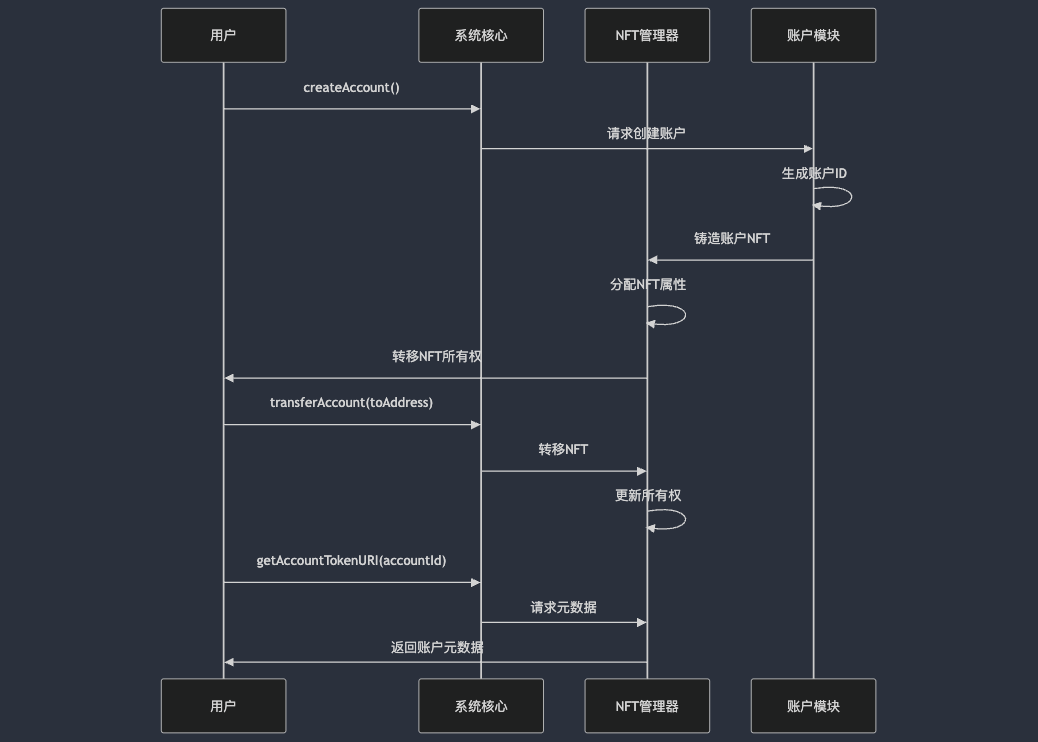 用户
系统核心
NFT管理器
账户模块
createAccount()
请求创建账户
生成账户ID
铸造账户NFT
分配NFT属性
转移NFT所有权
transferAccount(toAddress)
转移NFT
更新所有权
getAccountTokenURI(accountId)
请求元数据
返回账户元数据
用户
系统核心
NFT管理器
账户模块